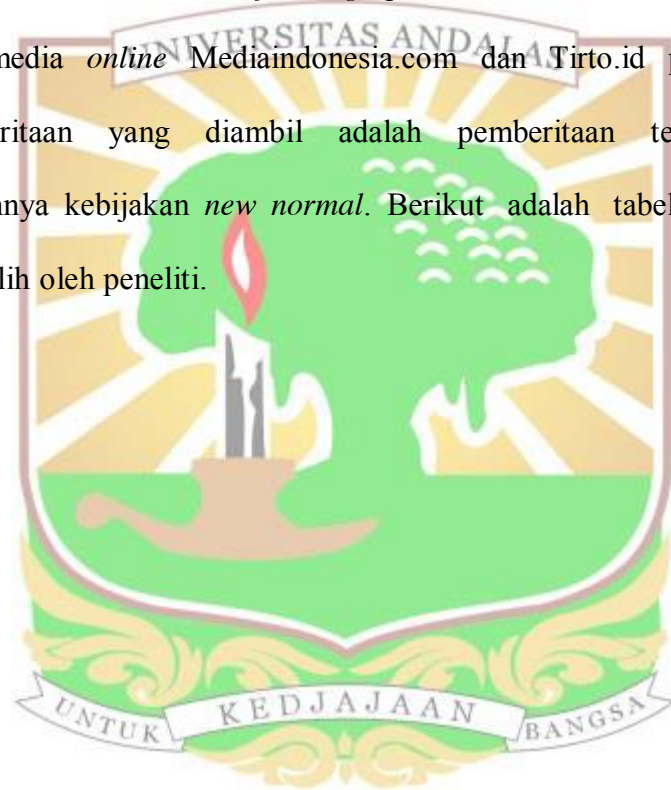 UNIVERSITAS ANDALAS
media online Mediaindonesia.com dan Tirto.id
ritaan yang diambil adalah pemberitaan te
nya kebijakan new normal. Berikut adalah tabel
lih oleh peneliti.
UNTUK KEDJAJAAN BANGSA